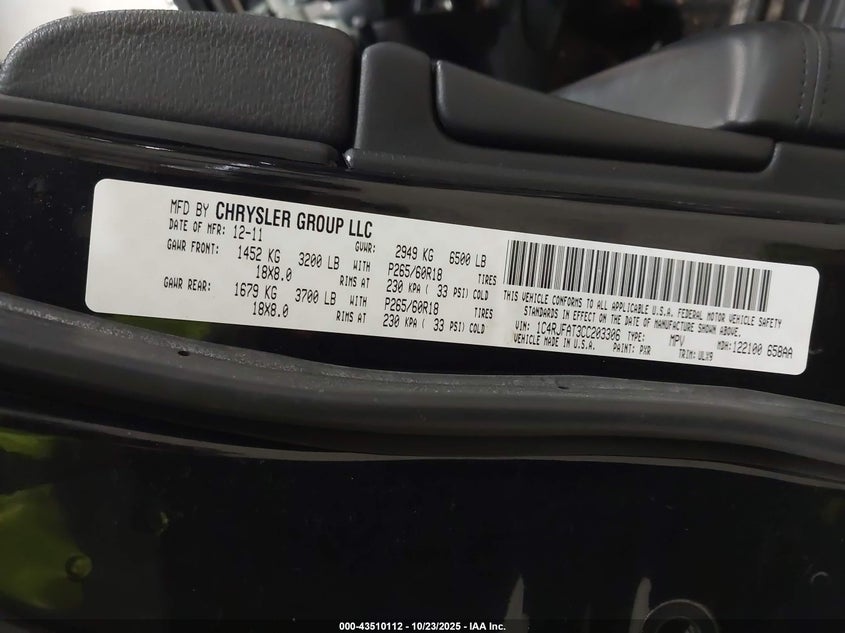 MFD BY CHRYSLER GROUP LLC
DATE OF MFR: 12-11 GVWR: 2949 KG 6500 LB
GAWR FRONT: 1452 KG 3200 LB WITH P265/60R18 TIRES
18X8.0 RIMS AT 230 KPA ( 33 PSI) COLD
GAWR REAR: 1679 KG 3700 LB WITH P265/60R18 TIRES
18X8.0 RIMS AT 230 KPA ( 33 PSI) COLD
THIS VEHICLE CONFORMS TO ALL APPLICABLE U.S.A. FEDERAL MOTOR VEHICLE SAFETY
STANDARDS IN EFFECT ON THE DATE OF MANUFACTURE SHOWN ABOVE.
VIN: 1C4RJFAT3CC203306 TYPE: MPV MDH: 122100 658AA
VEHICLE MADE IN U.S.A. PAINT: PXR TRIM: ULX9
000-43510112 - 10/23/2025 - IAA Inc.